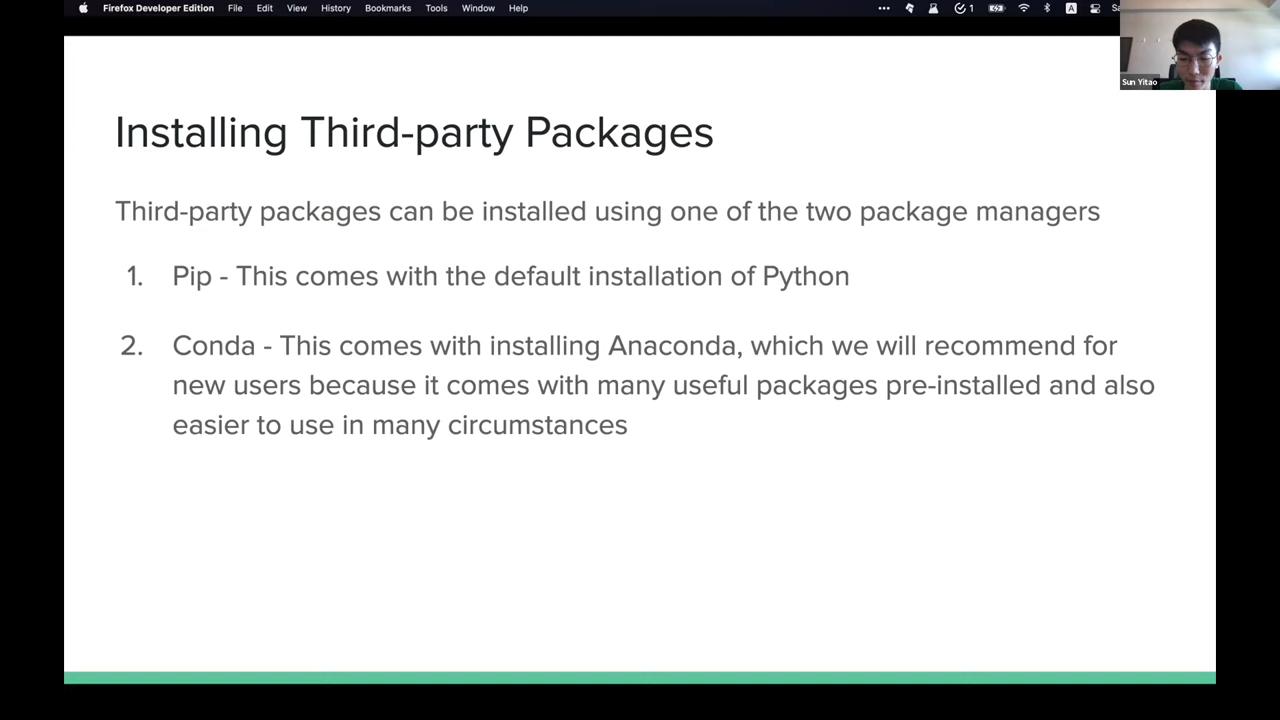 Firefox Developer Edition File Edit View History Bookmarks Tools Window Help
1 A
Sun Yitao
Installing Third-party Packages
Third-party packages can be installed using one of the two package managers
1. Pip - This comes with the default installation of Python
2. Conda - This comes with installing Anaconda, which we will recommend for
new users because it comes with many useful packages pre-installed and also
easier to use in many circumstances